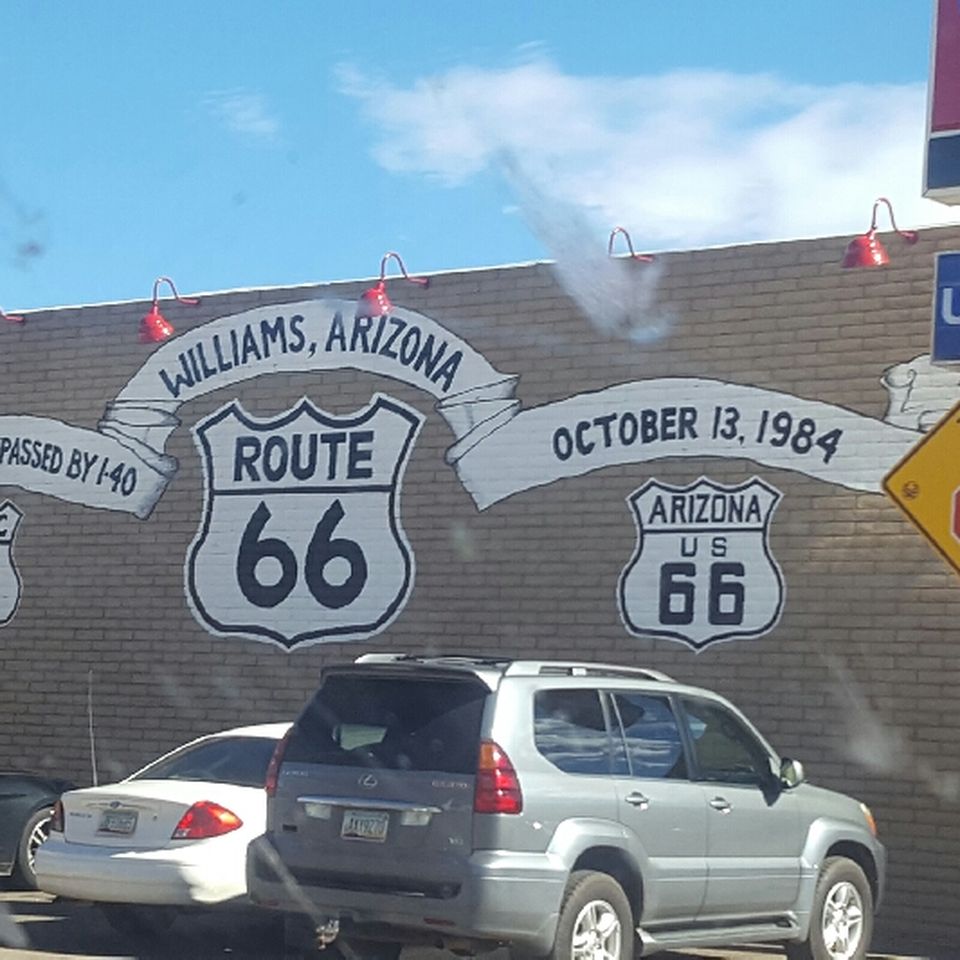 WILLIAMS, ARIZONA
PASSED BY I-40
OCTOBER 13, 1984
ROUTE
66
ARIZONA
US
66